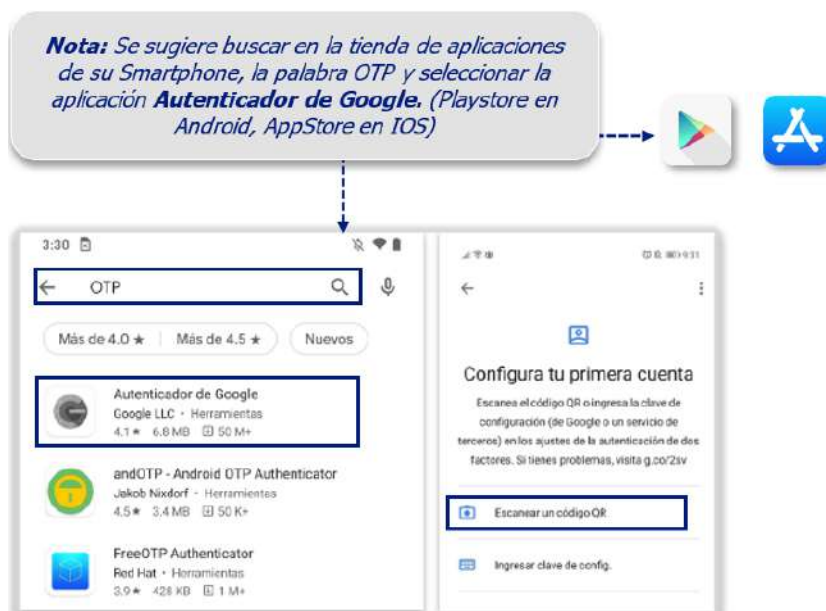 Nota: Se sugiere buscar en la tienda de aplicaciones
de su Smartphone, la palabra OTP y seleccionar la
aplicación Autenticador de Google. (Playstore en
Android, AppStore en IOS)
3:30
OTP
Más de 4.0 ★ Más de 4.5 ★ Nuevos
Autenticador de Google
Google LLC • Herramientas
4.1★ 6.8 MB 50 M+
andOTP - Android OTP Authenticator
Jakob Nixdorf • Herramientas
4.5★ 3.4 MB 50 K+
FreeOTP Authenticator
Red Hat • Herramientas
3.9★ 428 KB 1 M+
9:31
Configura tu primera cuenta
Escanea el código QR o ingresa la clave de
configuración (de Google o un servicio de
terceros) en los ajustes de la autenticación de dos
factores. Si tienes problemas, visita g.co/2sv
Escanear un código QR
Ingresar clave de config.